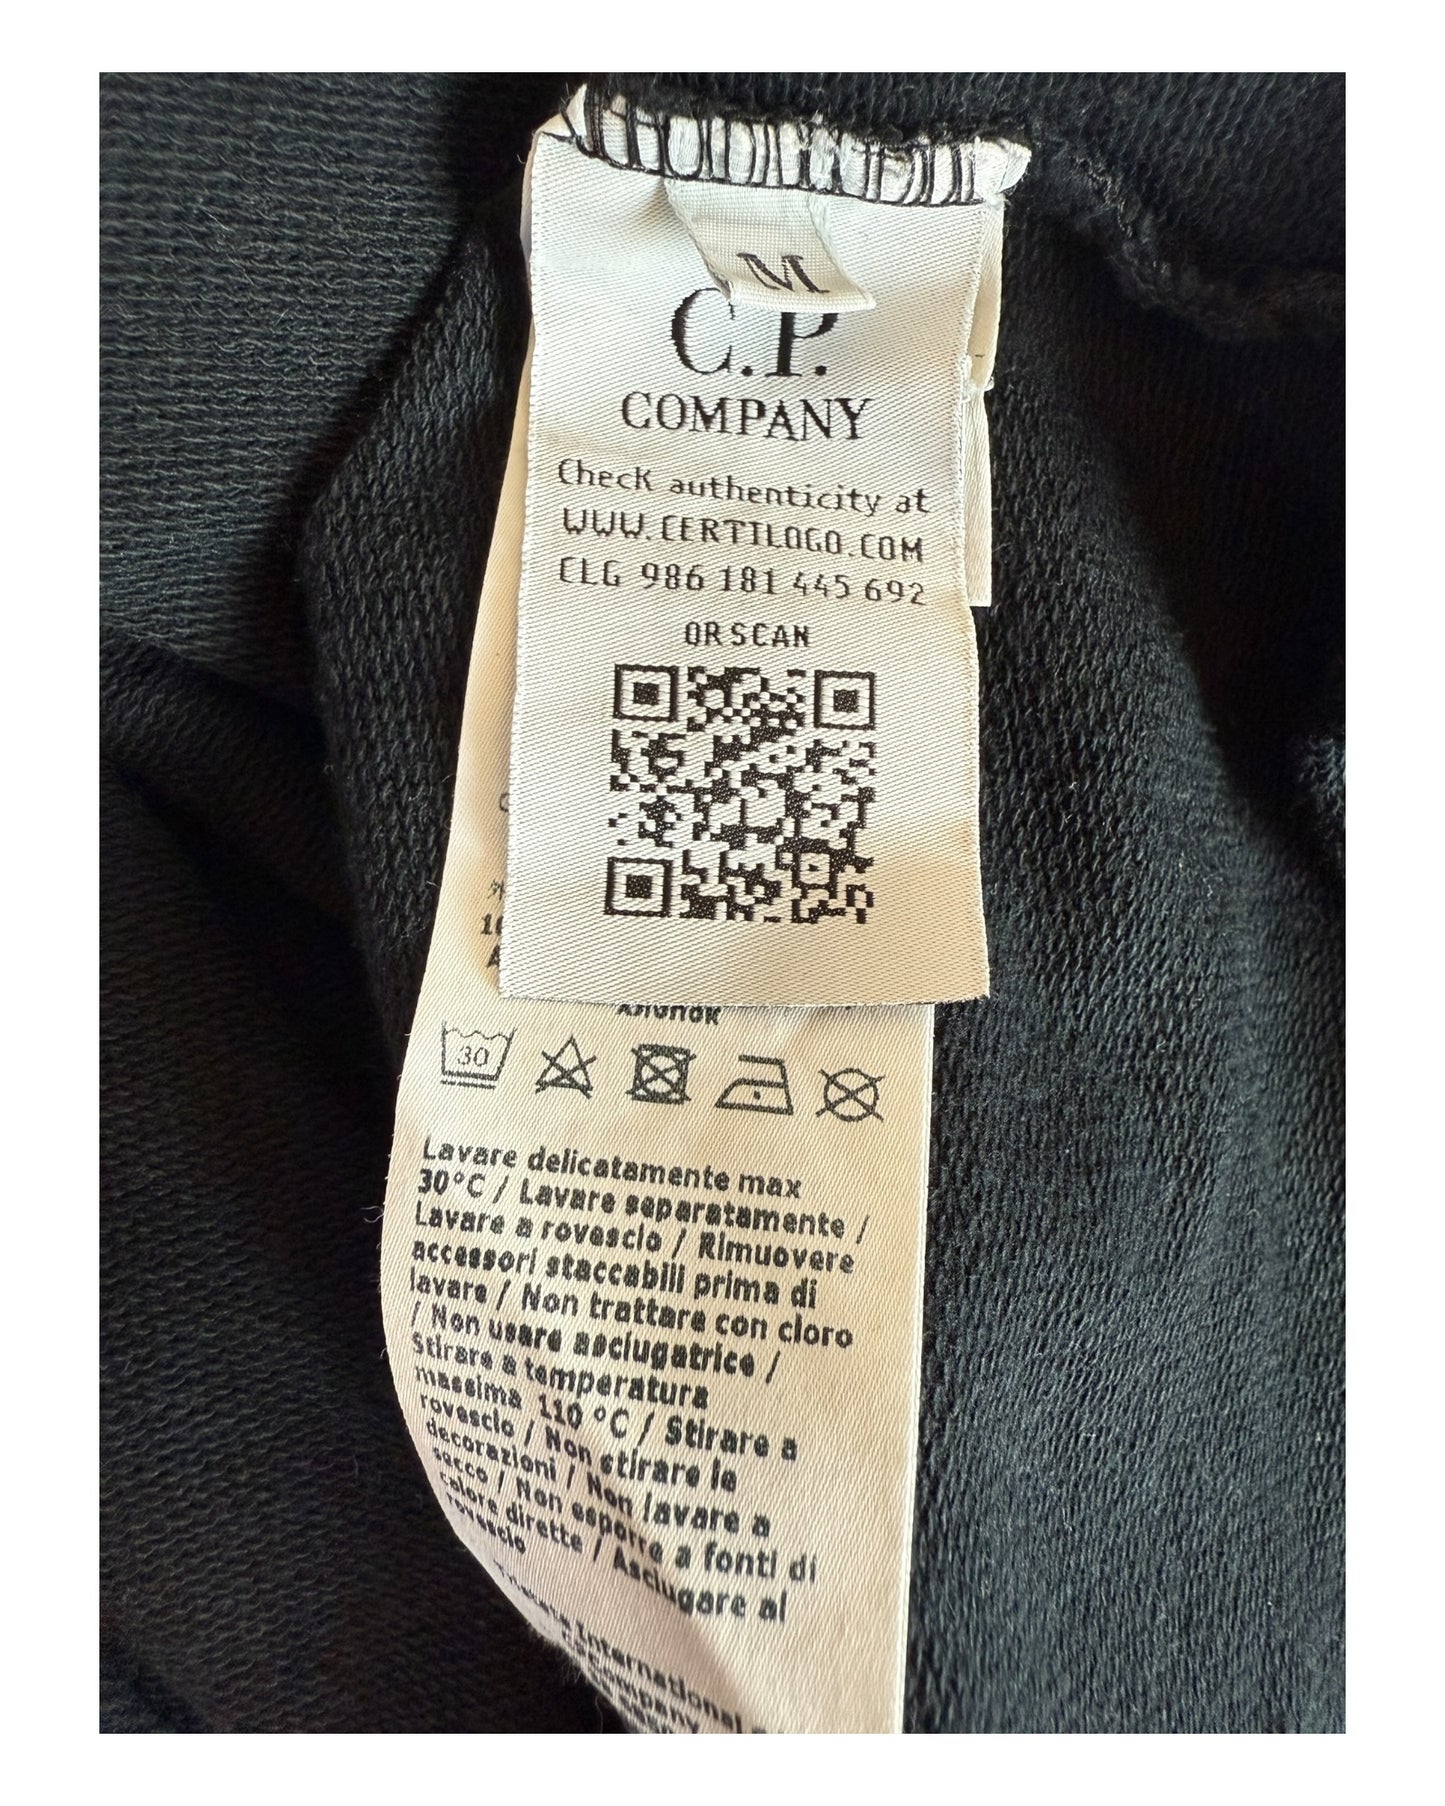 M
C.P.
COMPANY
Check authenticity at
WWW.CERTILOGO.COM
CLG 986 181 445 692
OR SCAN
30
Lavare delicatamente max
30°C / Lavare separatamente /
Lavare a rovescio / Rimuovere
accessori staccabili prima di
lavare / Non trattare con cloro
/ Non usare asciugatrice /
Stirare a temperatura
massima 110 °C / Stirare a
rovescio / Non stirare le
decorazioni / Non lavare a
secco / Non esporre a fonti di
calore dirette / Asciugare al
rovescio
International